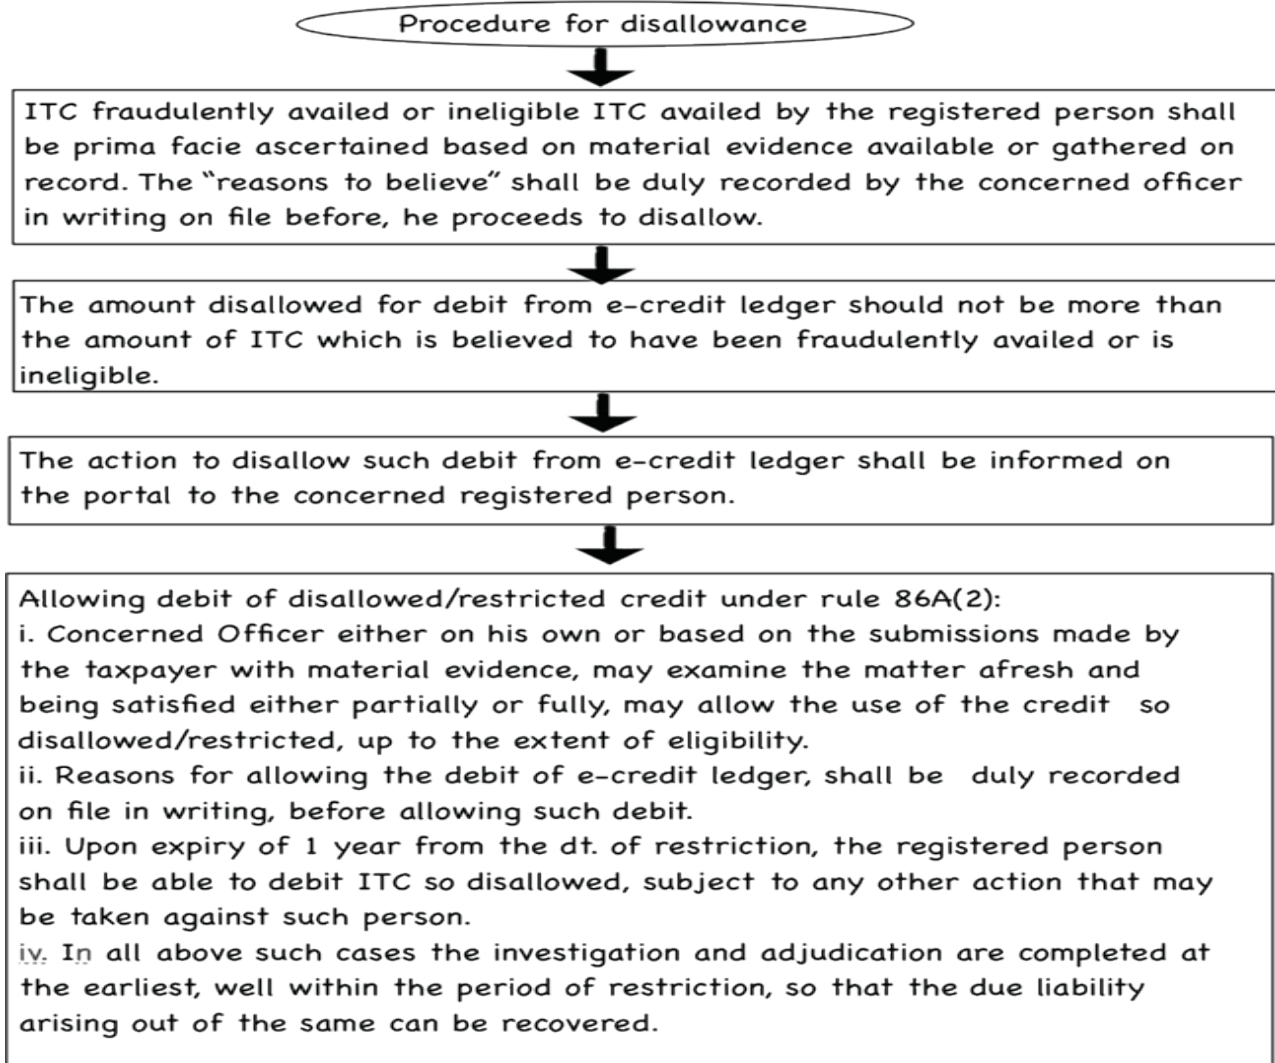 Procedure for disallowance
ITC fraudulently availed or ineligible ITC availed by the registered person shall
be prima facie ascertained based on material evidence available or gathered on
record. The “reasons to believe” shall be duly recorded by the concerned officer
in writing on file before, he proceeds to disallow.
The amount disallowed for debit from e-credit ledger should not be more than
the amount of ITC which is believed to have been fraudulently availed or is
ineligible.
The action to disallow such debit from e-credit ledger shall be informed on
the portal to the concerned registered person.
Allowing debit of disallowed/restricted credit under rule 86A(2):
i. Concerned Officer either on his own or based on the submissions made by
the taxpayer with material evidence, may examine the matter afresh and
being satisfied either partially or fully, may allow the use of the credit so
disallowed/restricted, up to the extent of eligibility.
ii. Reasons for allowing the debit of e-credit ledger, shall be duly recorded
on file in writing, before allowing such debit.
iii. Upon expiry of 1 year from the dt. of restriction, the registered person
shall be able to debit ITC so disallowed, subject to any other action that may
be taken against such person.
iv. In all above such cases the investigation and adjudication are completed at
the earliest, well within the period of restriction, so that the due liability
arising out of the same can be recovered.